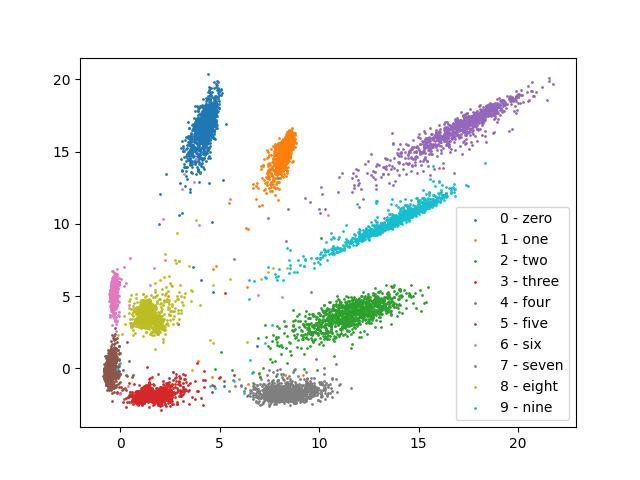 20
15
10
5
0
0 5 10 15 20
0 - zero
1 - one
2 - two
3 - three
4 - four
5 - five
6 - six
7 - seven
8 - eight
9 - nine